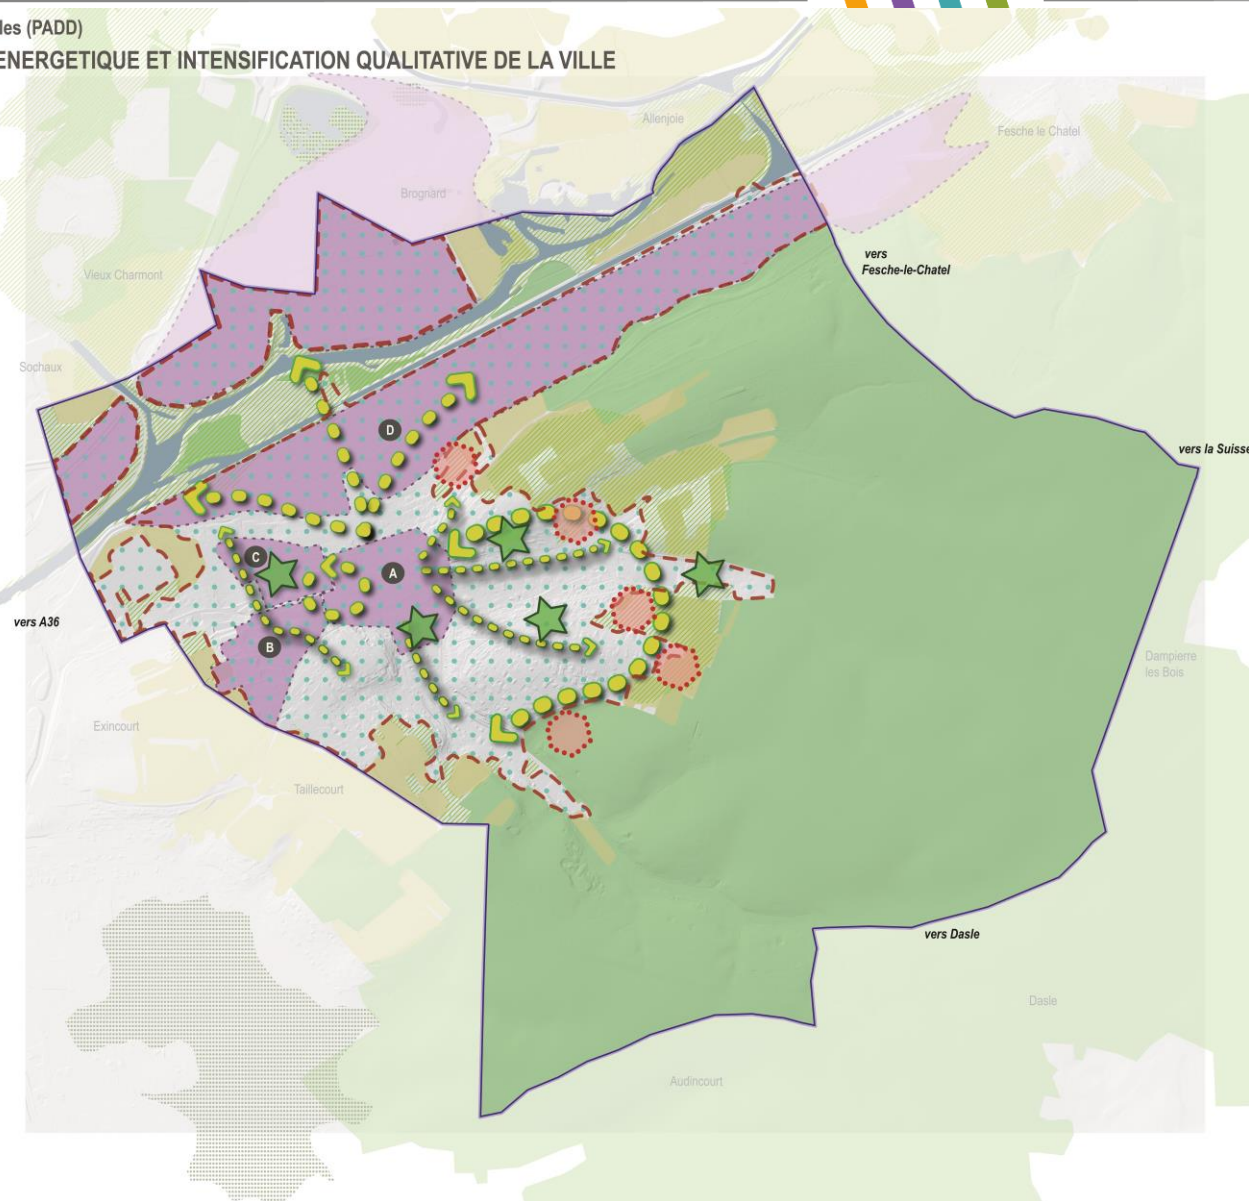 les (PADD)
ENERGETIQUE ET INTENSIFICATION QUALITATIVE DE LA VILLE
Allenjoie
Fesche le Chatel
Brognard
vers
Fesche-le-Chatel
Vieux Charmont
Sochaux
D
vers la Suisse
C
A
vers A36
B
Dampierre
les Bois
Exincourt
Taillecourt
vers Dasle
Dasle
Audincourt